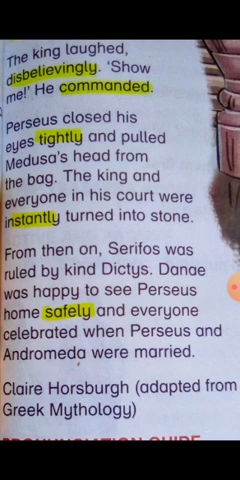 The king laughed,
disbelievingly. 'Show
me!' He commanded.
Perseus closed his
eyes tightly and pulled
Medusa's head from
the bag. The king and
everyone in his court were
instantly turned into stone.
From then on, Serifos was
ruled by kind Dictys. Danae
was happy to see Perseus
home safely and everyone
celebrated when Perseus and
Andromeda were married.
Claire Horsburgh (adapted from
Greek Mythology)
PRONUNCIATION GUIDE